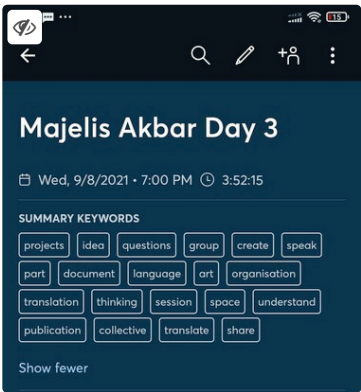 15
Majelis Akbar Day 3
Wed, 9/8/2021 • 7:00 PM 3:52:15
SUMMARY KEYWORDS
projects idea questions group create speak
part document language art organisation
translation thinking session space understand
publication collective translate share
Show fewer